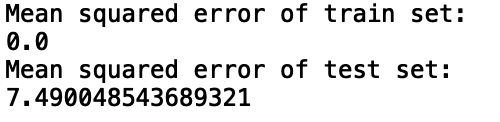 Mean squared error of train set:
0.0
Mean squared error of test set:
7.490048543689321